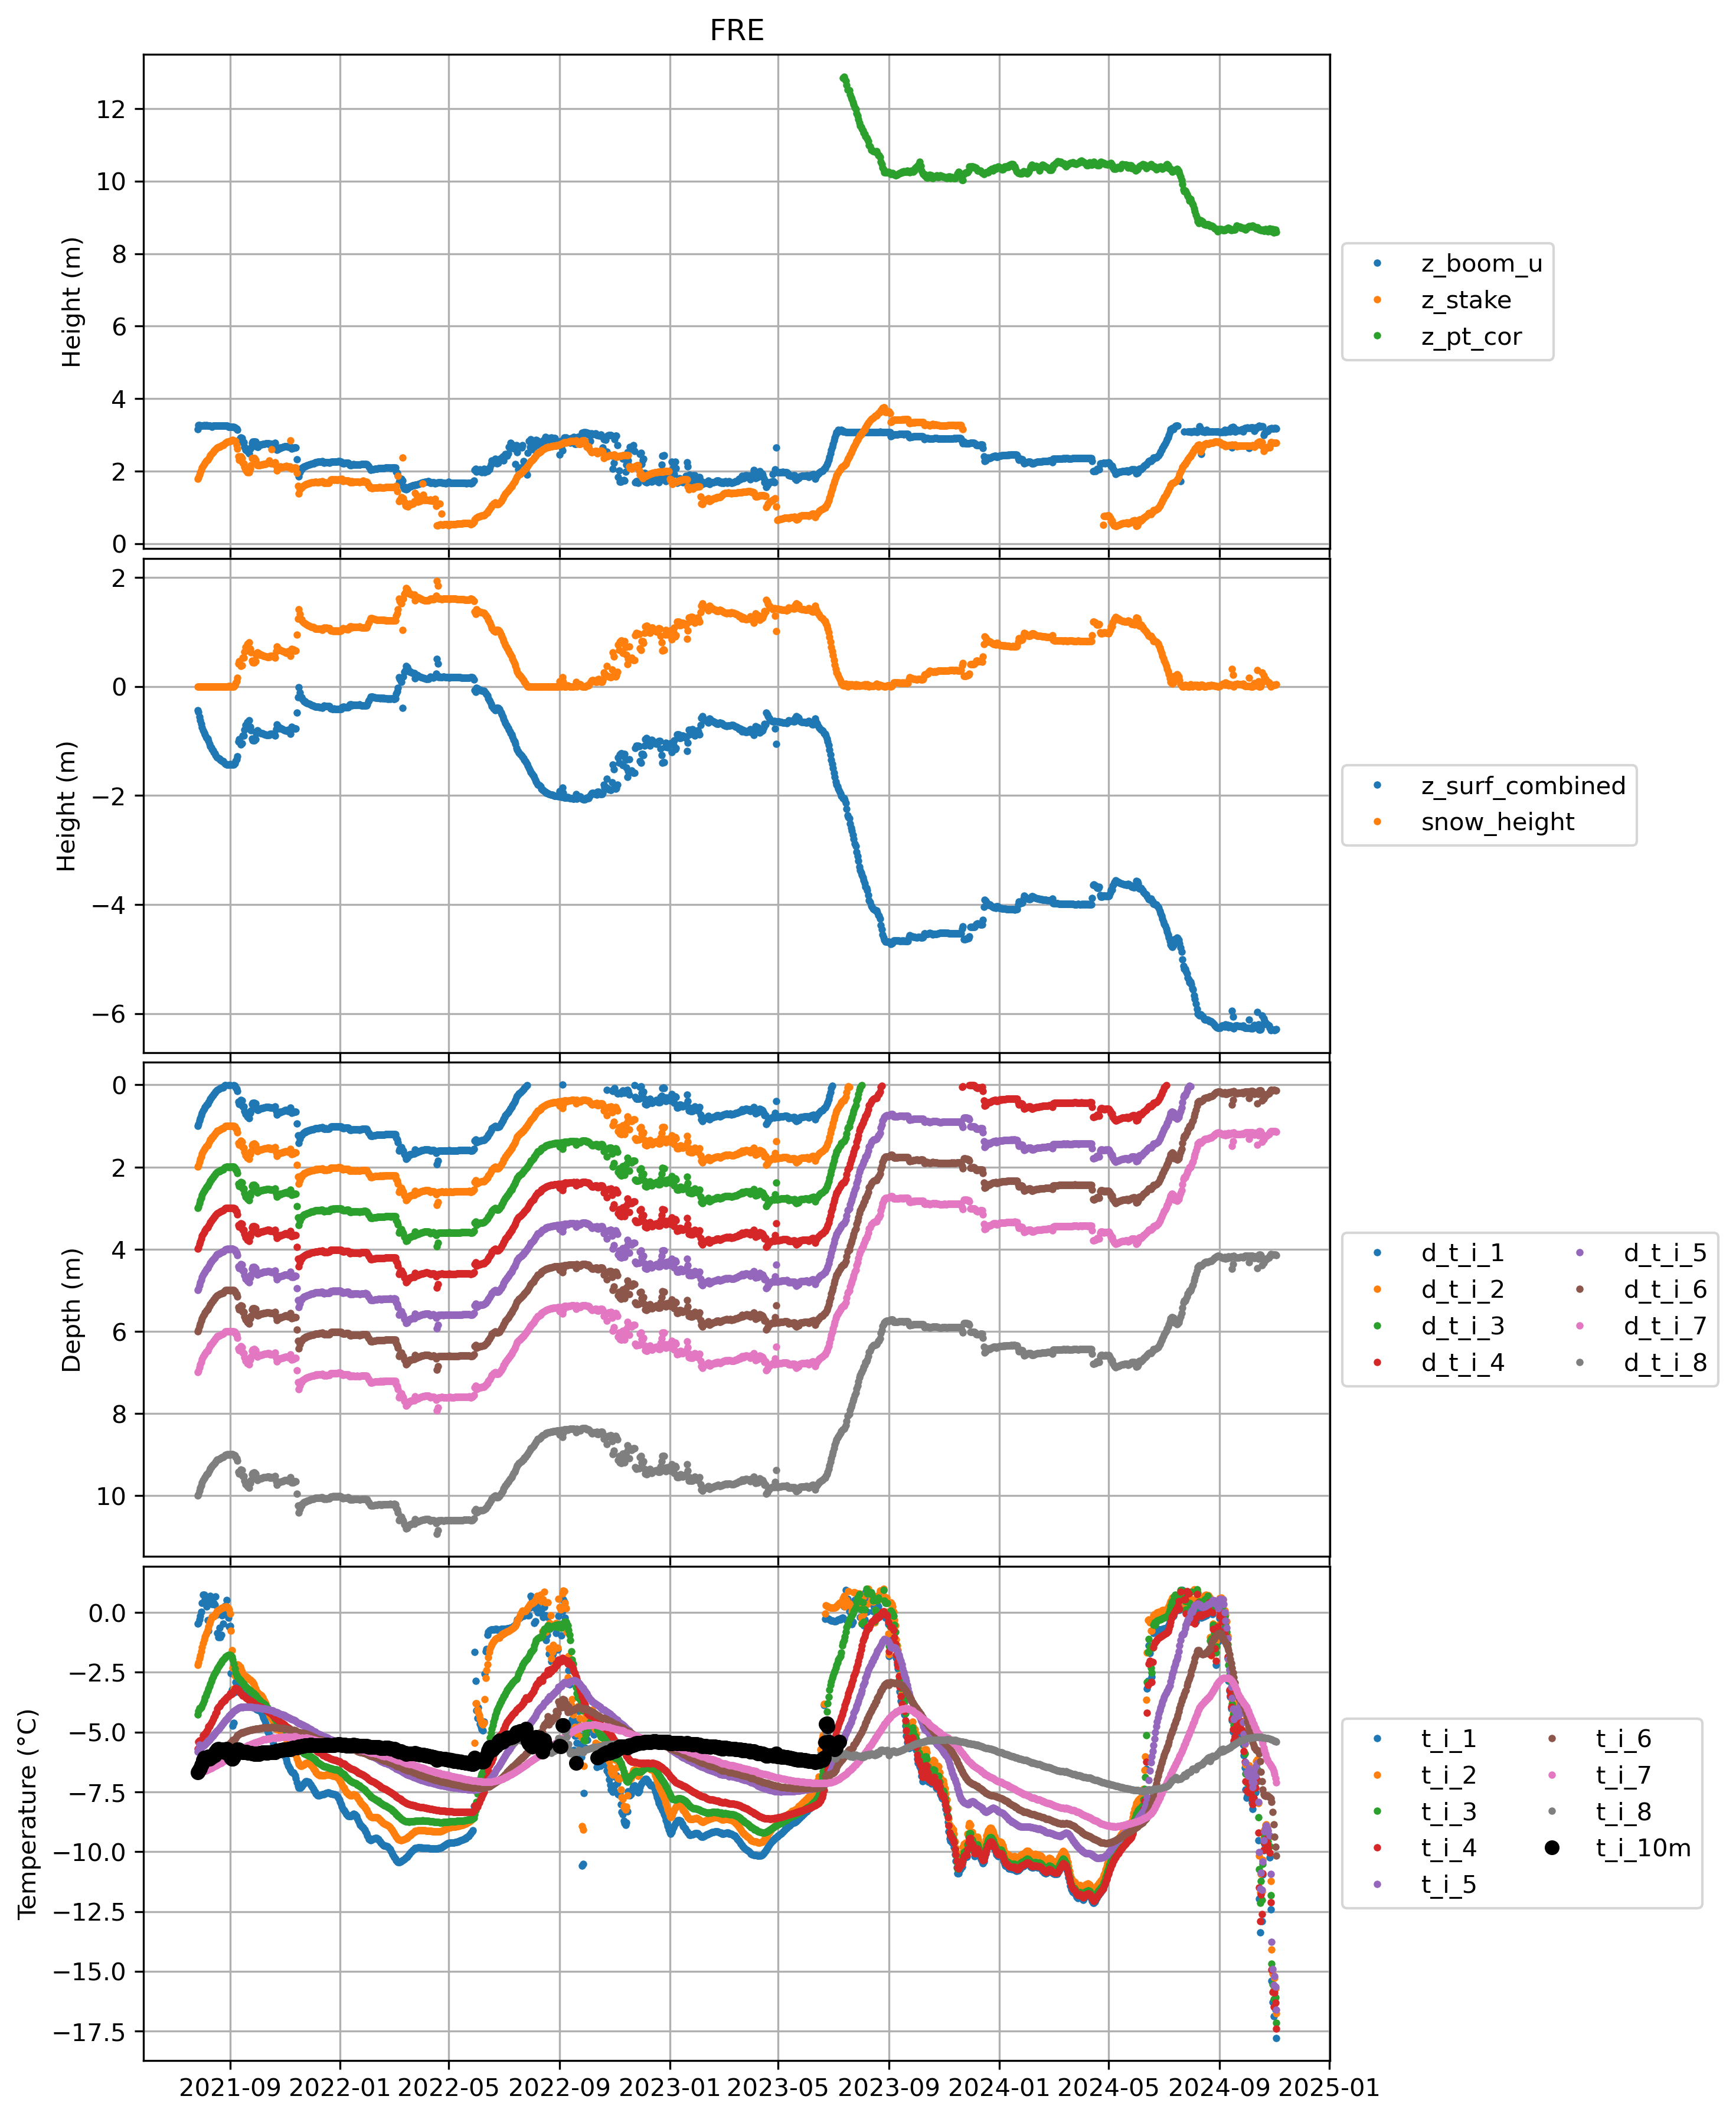 FRE
12
10
8
6
4
2
0
Height (m)
z_boom_u
z_stake
z_pt_cor
2
0
−2
−4
−6
Height (m)
z_surf_combined
snow_height
0
2
4
6
8
10
Depth (m)
d_t_i_1 d_t_i_5
d_t_i_2 d_t_i_6
d_t_i_3 d_t_i_7
d_t_i_4 d_t_i_8
0.0
−2.5
−5.0
−7.5
−10.0
−12.5
−15.0
−17.5
Temperature (°C)
t_i_1 t_i_6
t_i_2 t_i_7
t_i_3 t_i_8
t_i_4 t_i_10m
t_i_5
2021-09 2022-01 2022-05 2022-09 2023-01 2023-05 2023-09 2024-01 2024-05 2024-09 2025-01